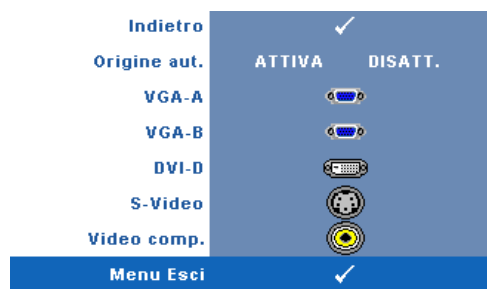 Indietro
Origine aut. ATTIVA DISATT.
VGA-A
VGA-B
DVI-D
S-Video
Video comp.
Menu Esci